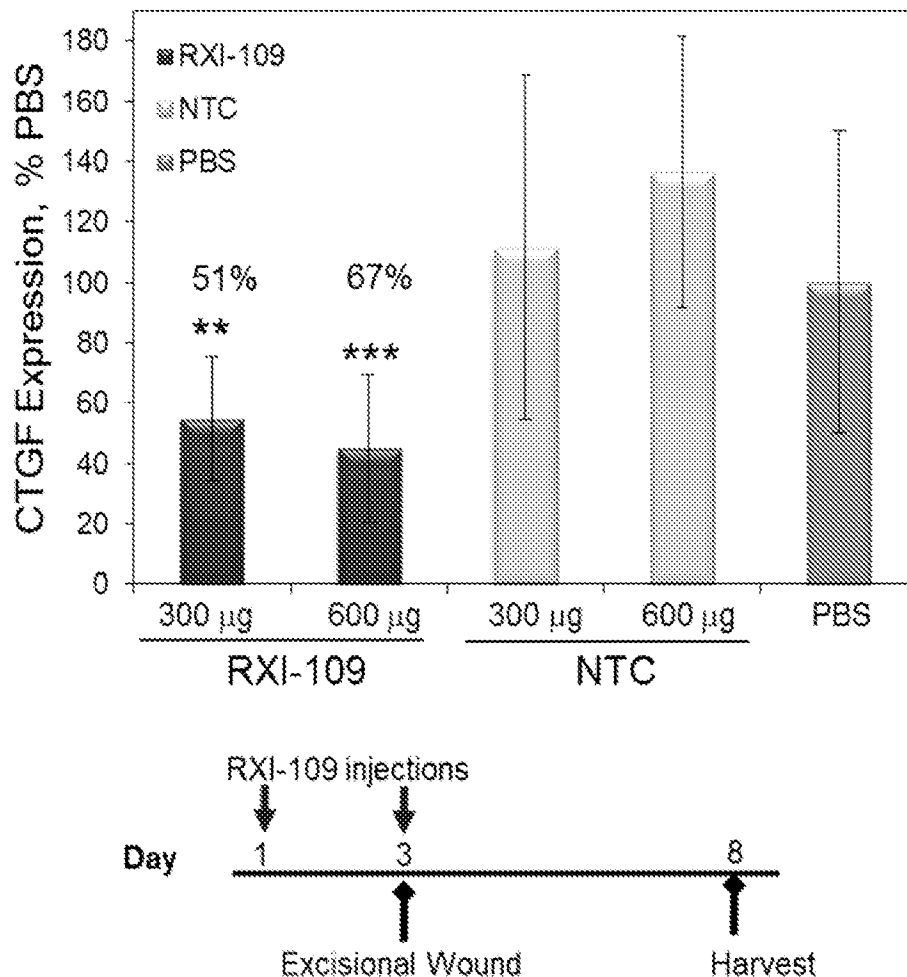 CTGF Expression, % PBS
180
160
140
120
100
80
60
40
20
0
RXI-109
NTC
PBS
51%
67%
**
***
300 µg
600 µg
300 µg
600 µg
PBS
RXI-109
NTC
RXI-109 injections
Day 1 3 8
Excisional Wound Harvest